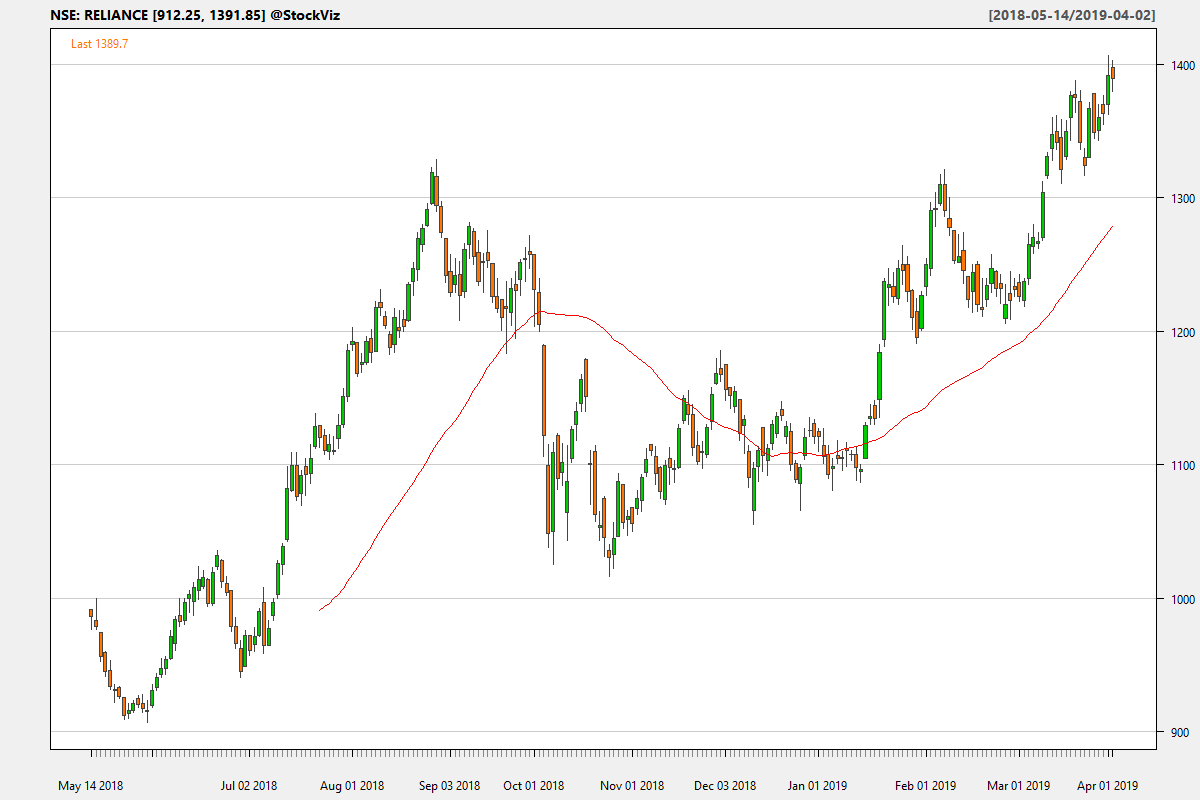 NSE: RELIANCE [912.25, 1391.85] @StockViz
[2018-05-14/2019-04-02]
Last 1389.7
1400
1300
1200
1100
1000
900
May 14 2018
Jul 02 2018
Aug 01 2018
Sep 03 2018
Oct 01 2018
Nov 01 2018
Dec 03 2018
Jan 01 2019
Feb 01 2019
Mar 01 2019
Apr 01 2019